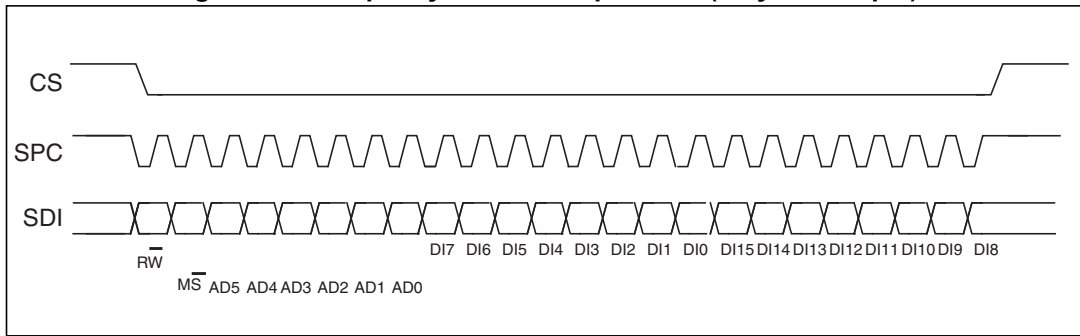 CS
SPC
SDI
DI7 DI6 DI5 DI4 DI3 DI2 DI1 DI0 DI15 DI14 DI13 DI12 DI11 DI10 DI9 DI8
RW
MS AD5 AD4 AD3 AD2 AD1 AD0